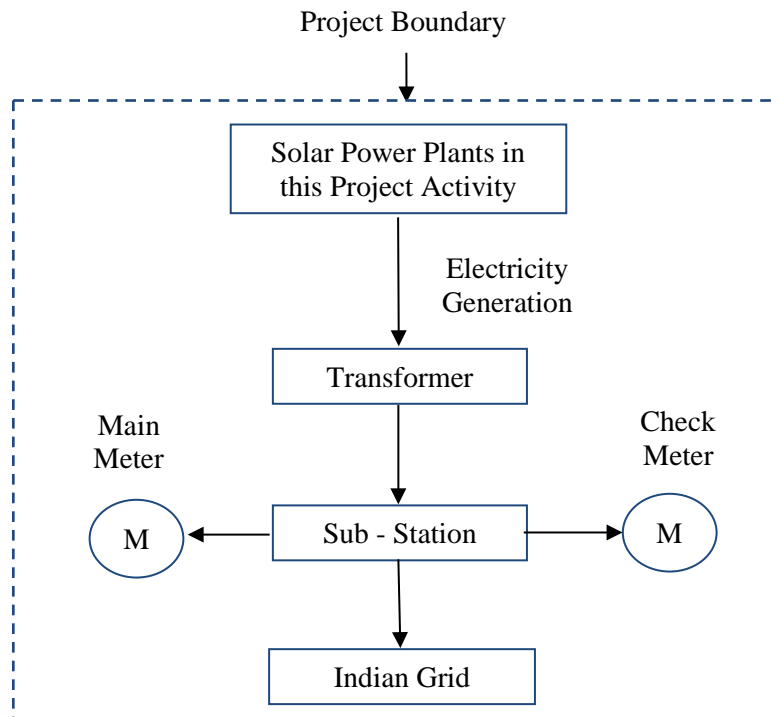 Project Boundary
Solar Power Plants in
this Project Activity
Electricity
Generation
Transformer
Main
Meter
Check
Meter
M
Sub - Station
M
Indian Grid